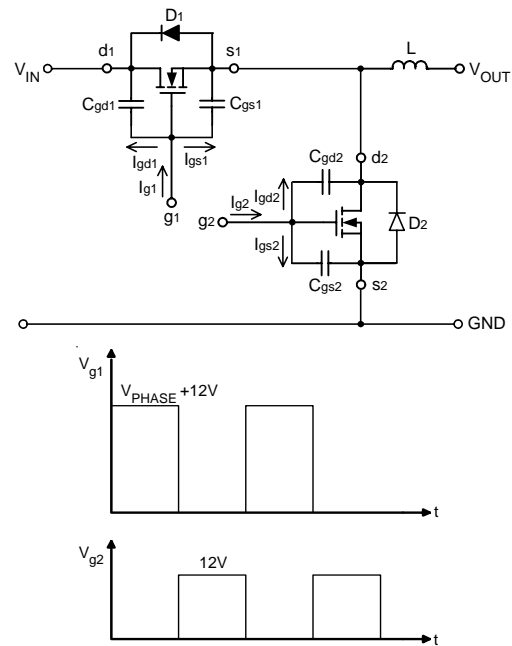 D1
d1
s1
L
VIN
VOUT
Cgd1
Cgs1
Igd1
Igs1
Ig1
g1
Cgd2
d2
Ig2
Igd2
g2
D2
Igs2
Cgs2
s2
GND
Vg1
VPHASE +12V
t
Vg2
12V
t